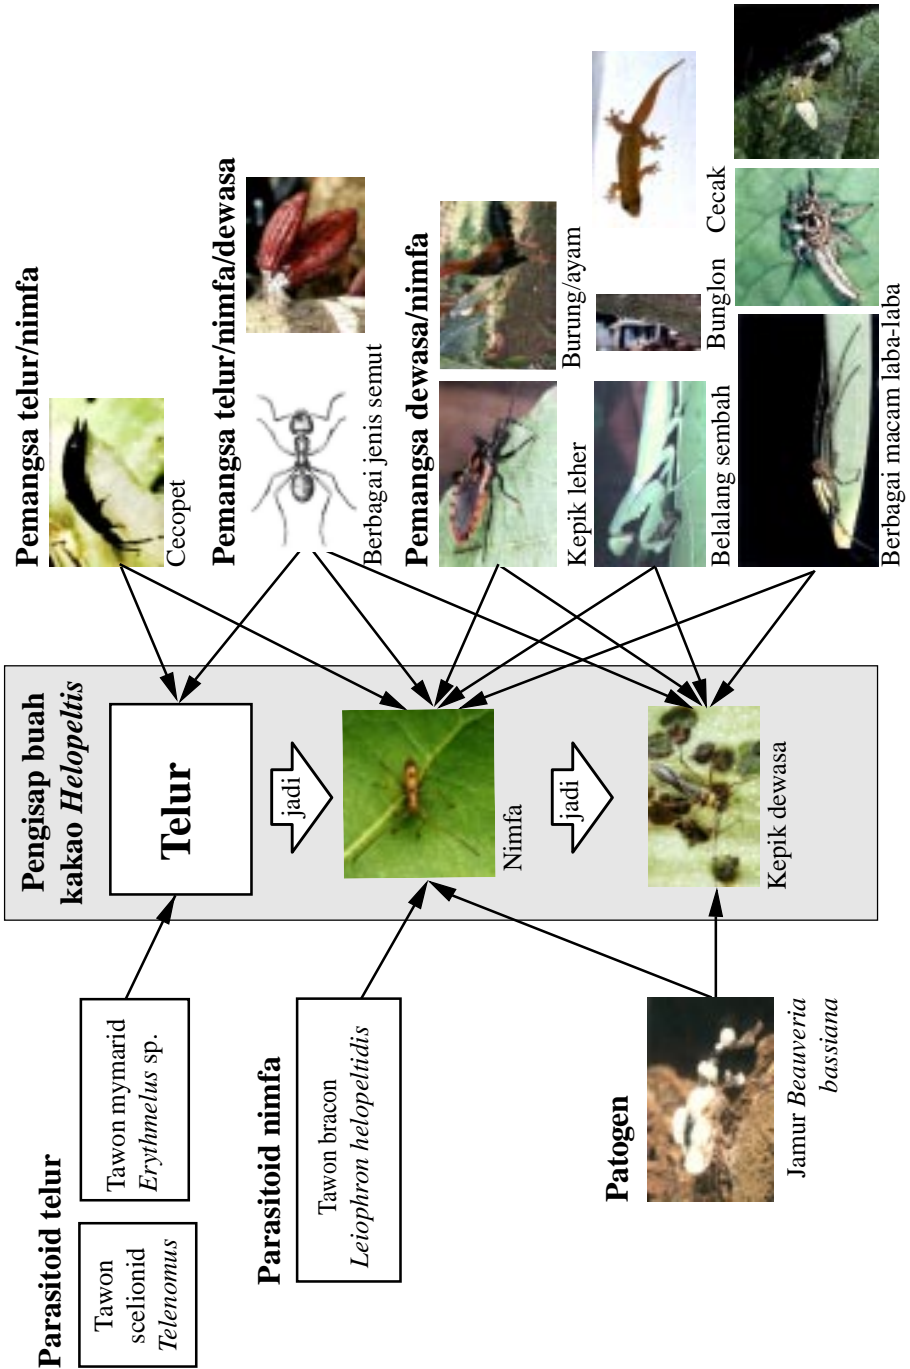 Parasitoid telur
Tawon
scelionid
Telenomus
Tawon mymarid
Erythmelus sp.
Parasitoid nimfa
Tawon bracon
Leiophron helopeltidis
Patogen
Jamur Beauveria
bassiana
Pengisap buah
kakao Helopeltis
Telur
jadi
Nimfa
jadi
Kepik dewasa
Pemangsa telur/nimfa
Cecopet
Pemangsa telur/nimfa/dewasa
Berbagai jenis semut
Pemangsa dewasa/nimfa
Kepik leher
Burung/ayam
Belalang sembah
Bunglon
Cecak
Berbagai macam laba-laba